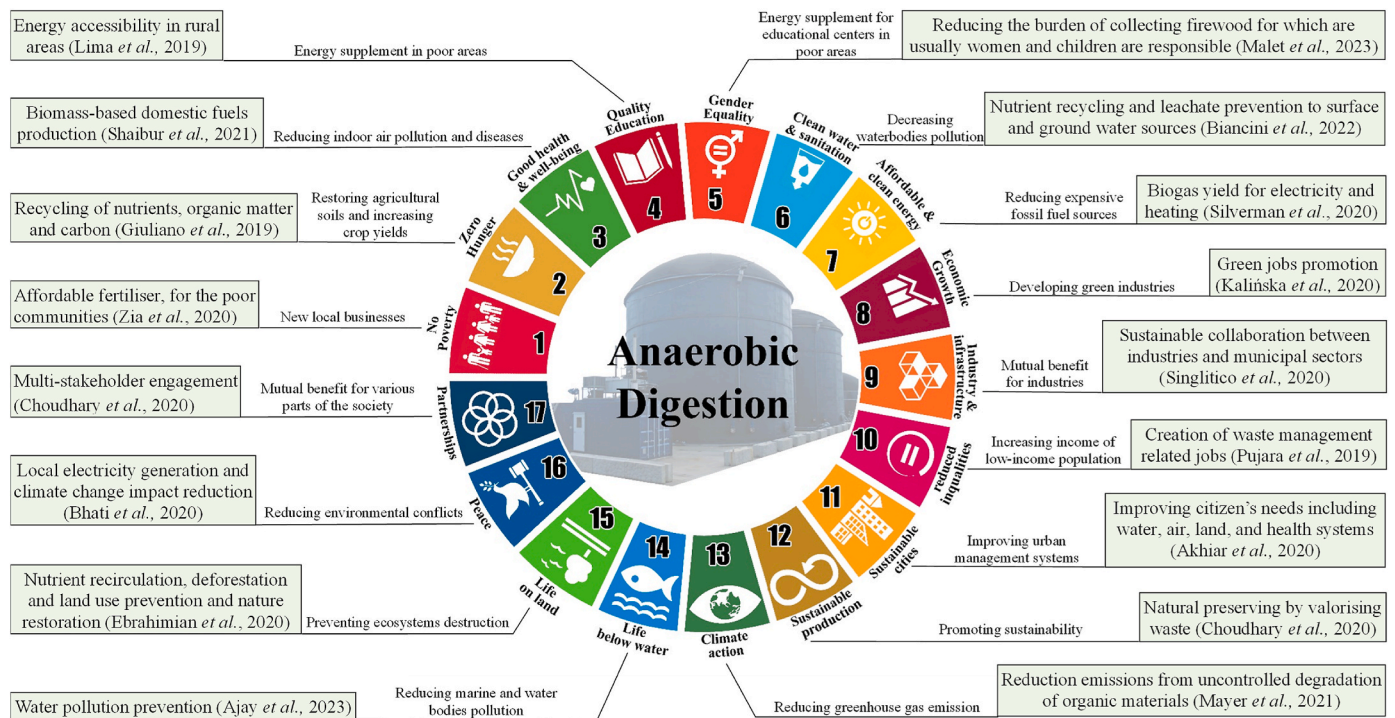 Energy accessibility in rural
areas (Lima et al., 2019)
Energy supplement in poor areas
Energy supplement for
educational centers in
poor areas
Reducing the burden of collecting firewood for which are
usually women and children are responsible (Malet et al., 2023)
Biomass-based domestic fuels
production (Shaibur et al., 2021)
Reducing indoor air pollution and diseases
Decreasing
waterbodies pollution
Nutrient recycling and leachate prevention to surface
and ground water sources (Biancini et al., 2022)
Recycling of nutrients, organic matter
and carbon (Giuliano et al., 2019)
Restoring agricultural
soils and increasing
crop yields
Reducing expensive
fossil fuel sources
Biogas yield for electricity and
heating (Silverman et al., 2020)
Affordable fertiliser, for the poor
communities (Zia et al., 2020)
New local businesses
Developing green industries
Green jobs promotion
(Kalińska et al., 2020)
Multi-stakeholder engagement
(Choudhary et al., 2020)
Mutual benefit for various
parts of the society
Mutual benefit
for industries
Sustainable collaboration between
industries and municipal sectors
(Singlitico et al., 2020)
Increasing income of
low-income population
Creation of waste management
related jobs (Pujara et al., 2019)
Local electricity generation and
climate change impact reduction
(Bhati et al., 2020)
Reducing environmental conflicts
Improving urban
management systems
Improving citizen's needs including
water, air, land, and health systems
(Akhiar et al., 2020)
Nutrient recirculation, deforestation
and land use prevention and nature
restoration (Ebrahimian et al., 2020)
Preventing ecosystems destruction
Promoting sustainability
Natural preserving by valorising
waste (Choudhary et al., 2020)
Water pollution prevention (Ajay et al., 2023)
Reducing marine and water
bodies pollution
Reducing greenhouse gas emission
Reduction emissions from uncontrolled degradation
of organic materials (Mayer et al., 2021)
No
Poverty
1
Zero
Hunger
2
Good health
& well-being
3
Quality
Education
4
Gender
Equality
5
Clean water
& sanitation
6
Affordable &
clean energy
7
Economic
Growth
8
Industry &
infrastructure
9
reduced
inqualities
10
Sustainable
cities
11
Sustainable
production
12
Climate
action
13
Life
below water
14
Life
on land
15
Peace
16
Partnerships
17
Anaerobic
Digestion